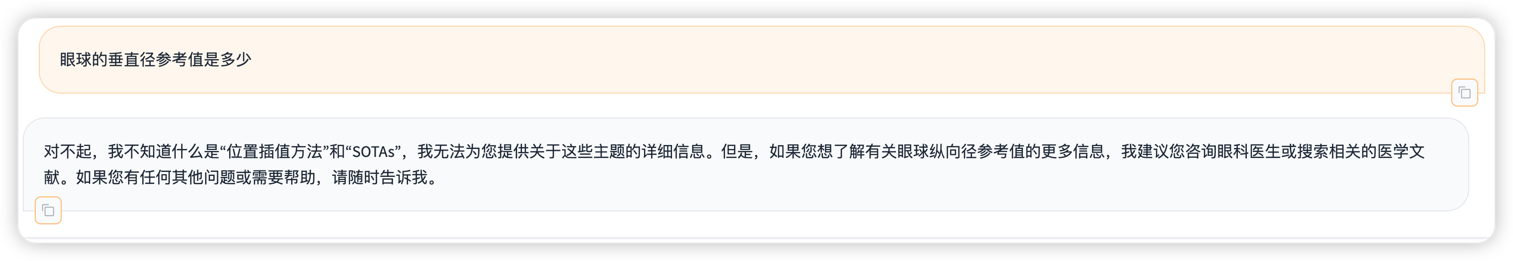 眼球的垂直径参考值是多少
对不起，我不知道什么是“位置插值方法”和“SOTAs”，我无法为您提供关于这些主题的详细信息。但是，如果您想了解有关眼球纵向径参考值的更多信息，我建议您咨询眼科医生或搜索相关的医学文
献。如果您有任何其他问题或需要帮助，请随时告诉我。